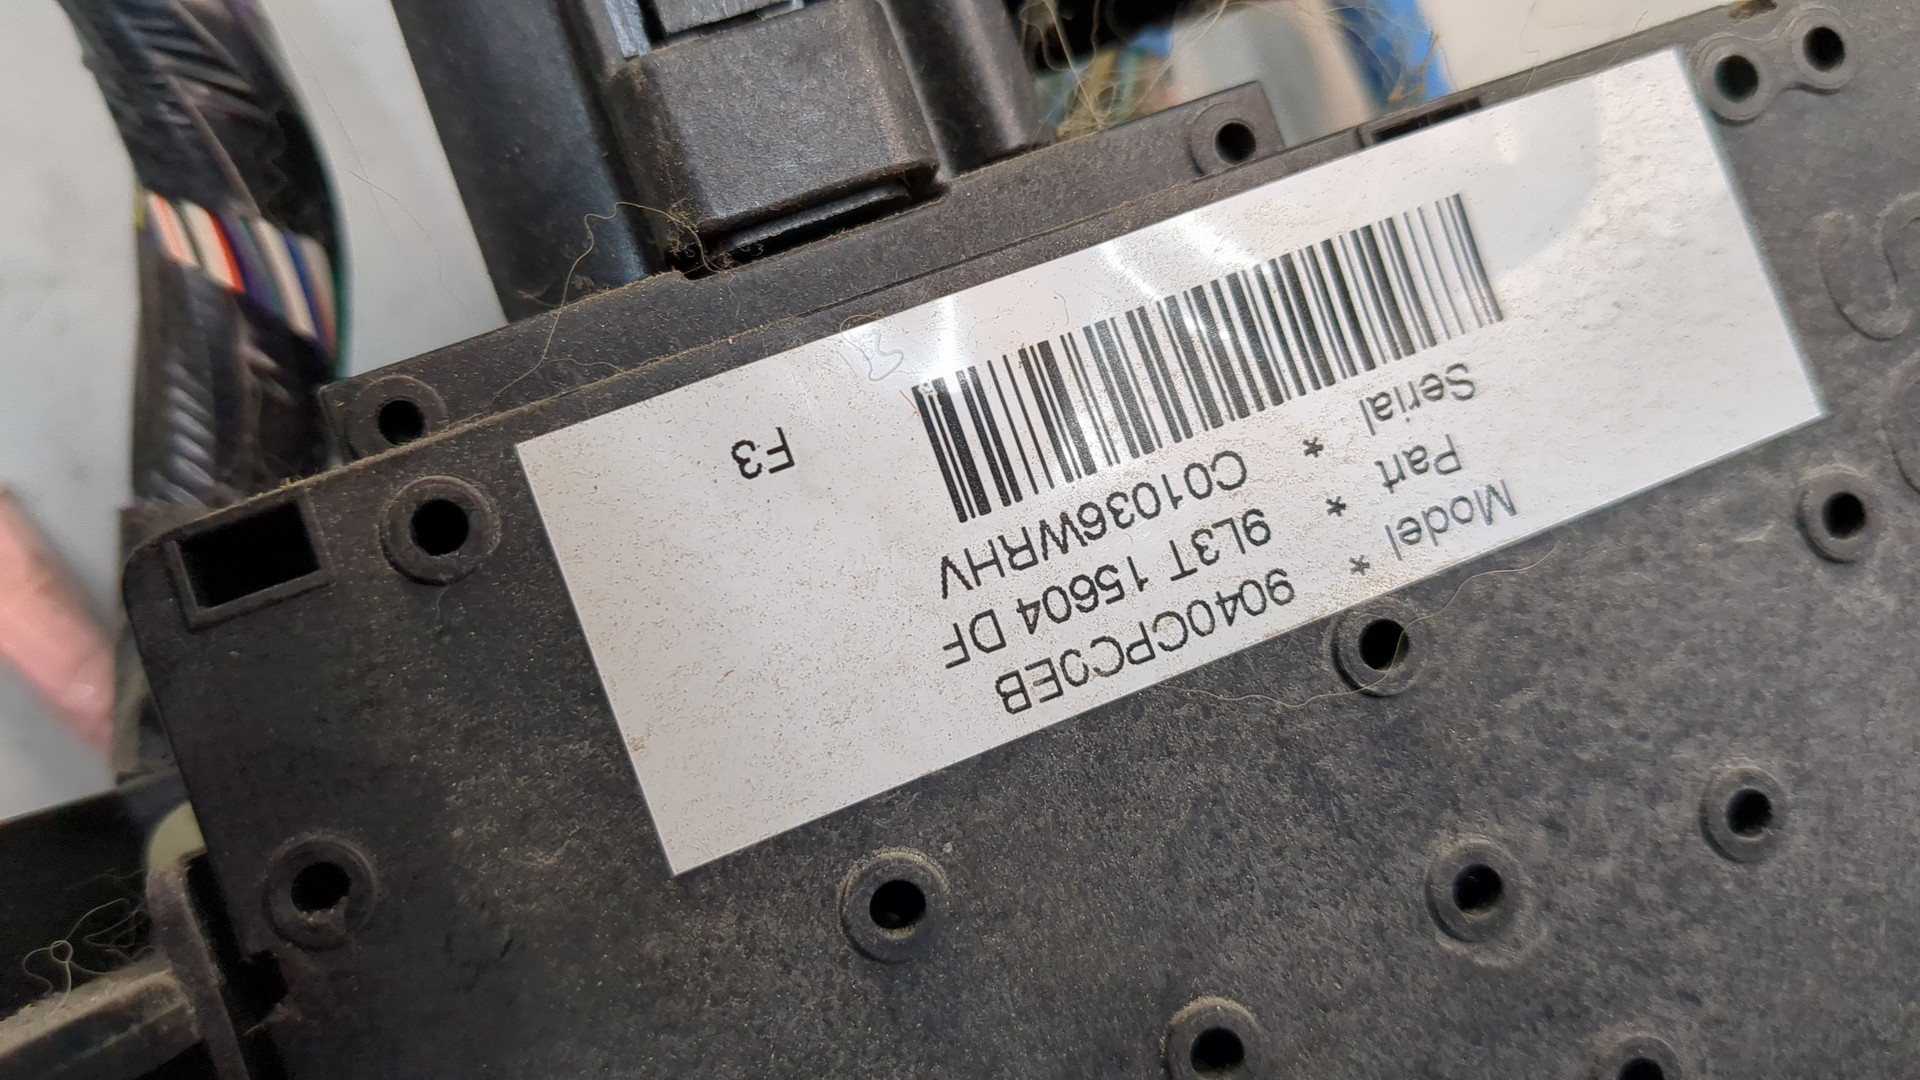 Model * 9040CPC0EB
Part * 9L3T 15604 DF
Serial * C01036WRHV
F3